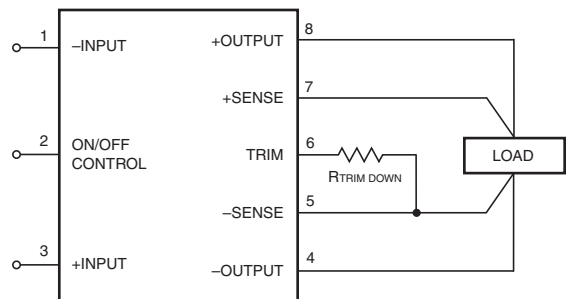 1
–INPUT
+OUTPUT
8
+SENSE
7
2
ON/OFF
CONTROL
TRIM
6
RTRIM DOWN
LOAD
–SENSE
5
3
+INPUT
–OUTPUT
4